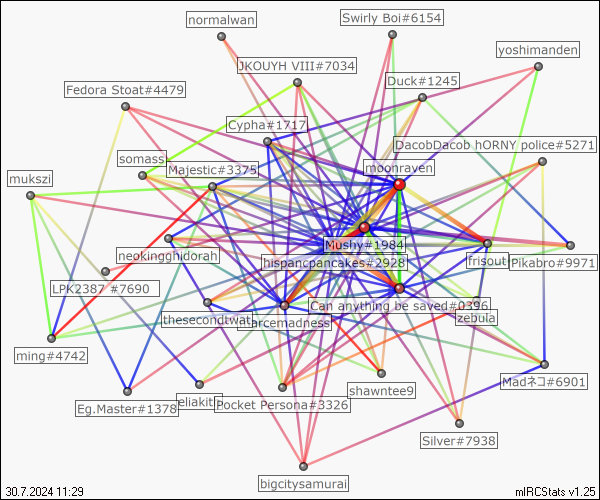 normalwan
Swirly Boi#6154
yoshimanden
JKOUYH VIII#7034
Duck#1245
Fedora Stoat#4479
Cypha#1717
DacobDacob hORNY police#5271
somass
Majestic#3375
moonraven
mukszi
Mushy#1984
neokingghidorah
hispanicpancakes#2928
frisout
Pikabro#9971
LPK2387 #7690
Can anything be saved#0396
thesecondtwat
zebula
ming#4742
Madネコ#6901
shawntee9
eliakith
Pocket Persona#3326
Eg.Master#1378
Silver#7938
bigcitysamurai
30.7.2024 11:29
mIRCStats v1.25